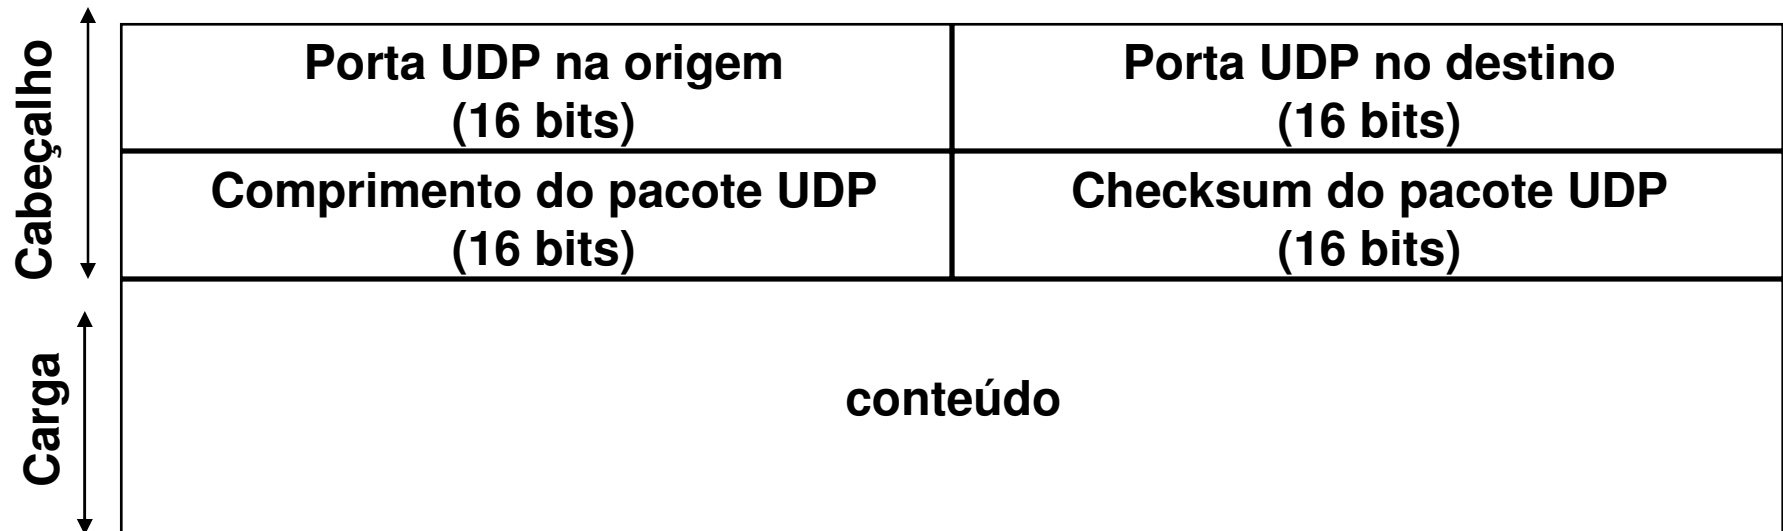 Cabeçalho
Porta UDP na origem
(16 bits)
Porta UDP no destino
(16 bits)
Comprimento do pacote UDP
(16 bits)
Checksum do pacote UDP
(16 bits)
Carga
conteúdo